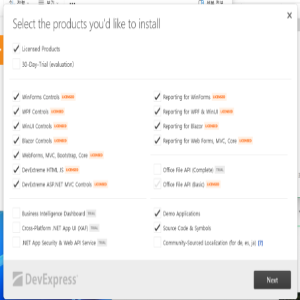 Select the products you'd like to install
X
Licensed Products
30-Day-Trial (evaluation)
WinForms Controls LICENSED
WPF Controls LICENSED
WinUI Controls LICENSED
Blazor Controls LICENSED
WebForms, MVC, Bootstrap, Core LICENSED
DevExtreme HTML JS LICENSED
DevExtreme ASP.NET MVC Controls LICENSED
Reporting for WinForms LICENSED
Reporting for WPF & WinUI LICENSED
Reporting for Blazor LICENSED
Reporting for Web Forms, MVC, Core LICENSED
Office File API (Complete) TRIAL
Office File API (Basic) LICENSED
Business Intelligence Dashboard TRIAL
Cross-Platform .NET App UI (XAF) TRIAL
.NET App Security & Web API Service TRIAL
Demo Applications
Source Code & Symbols
Community-Sourced Localization (for de, es, ja) [?]
DevExpress
Next